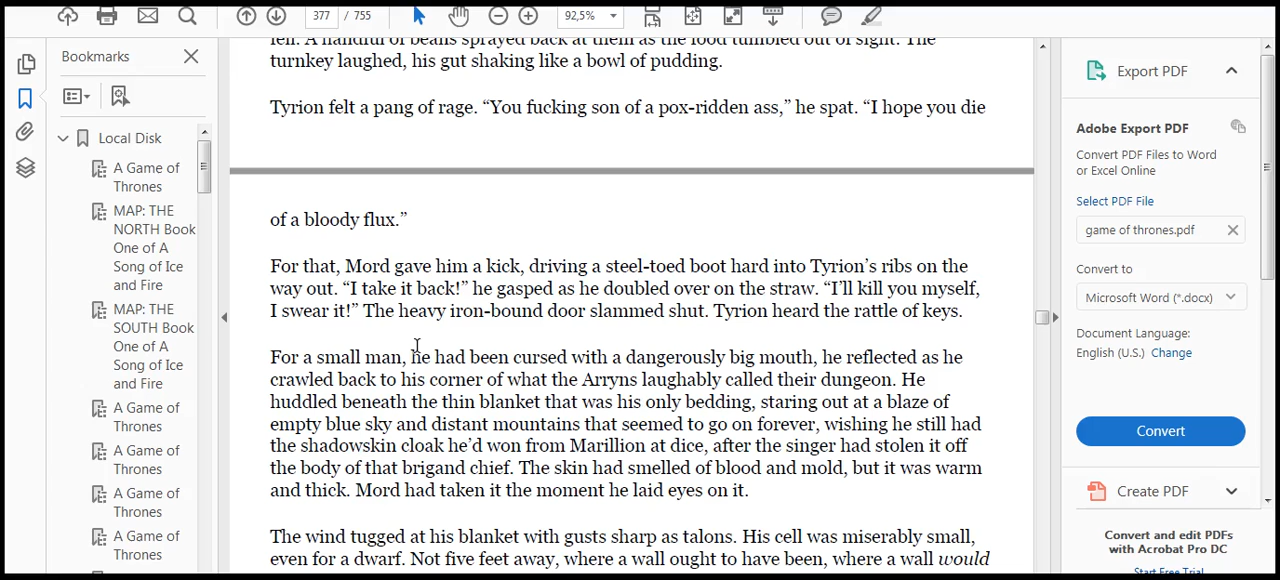 377 / 755
92,5%
Bookmarks
Local Disk
A Game of
Thrones
MAP: THE
NORTH Book
One of A
Song of Ice
and Fire
MAP: THE
SOUTH Book
One of A
Song of Ice
and Fire
A Game of
Thrones
A Game of
Thrones
A Game of
Thrones
A Game of
Thrones
fell. A handful of beans sprayed back at them as the food tumbled out of sight. The
turnkey laughed, his gut shaking like a bowl of pudding.
Tyrion felt a pang of rage. “You fucking son of a pox-ridden ass,” he spat. “I hope you die
of a bloody flux.”
For that, Mord gave him a kick, driving a steel-toed boot hard into Tyrion’s ribs on the
way out. “I take it back!” he gasped as he doubled over on the straw. “I’ll kill you myself,
I swear it!” The heavy iron-bound door slammed shut. Tyrion heard the rattle of keys.
For a small man, he had been cursed with a dangerously big mouth, he reflected as he
crawled back to his corner of what the Arryns laughably called their dungeon. He
huddled beneath the thin blanket that was his only bedding, staring out at a blaze of
empty blue sky and distant mountains that seemed to go on forever, wishing he still had
the shadowskin cloak he’d won from Marillion at dice, after the singer had stolen it off
the body of that brigand chief. The skin had smelled of blood and mold, but it was warm
and thick. Mord had taken it the moment he laid eyes on it.
The wind tugged at his blanket with gusts sharp as talons. His cell was miserably small,
even for a dwarf. Not five feet away, where a wall ought to have been, where a wall would
Export PDF
Adobe Export PDF
Convert PDF Files to Word
or Excel Online
Select PDF File
game of thrones.pdf
Convert to
Microsoft Word (*.docx)
Document Language:
English (U.S.) Change
Convert
Create PDF
Convert and edit PDFs
with Acrobat Pro DC
Start Free Trial